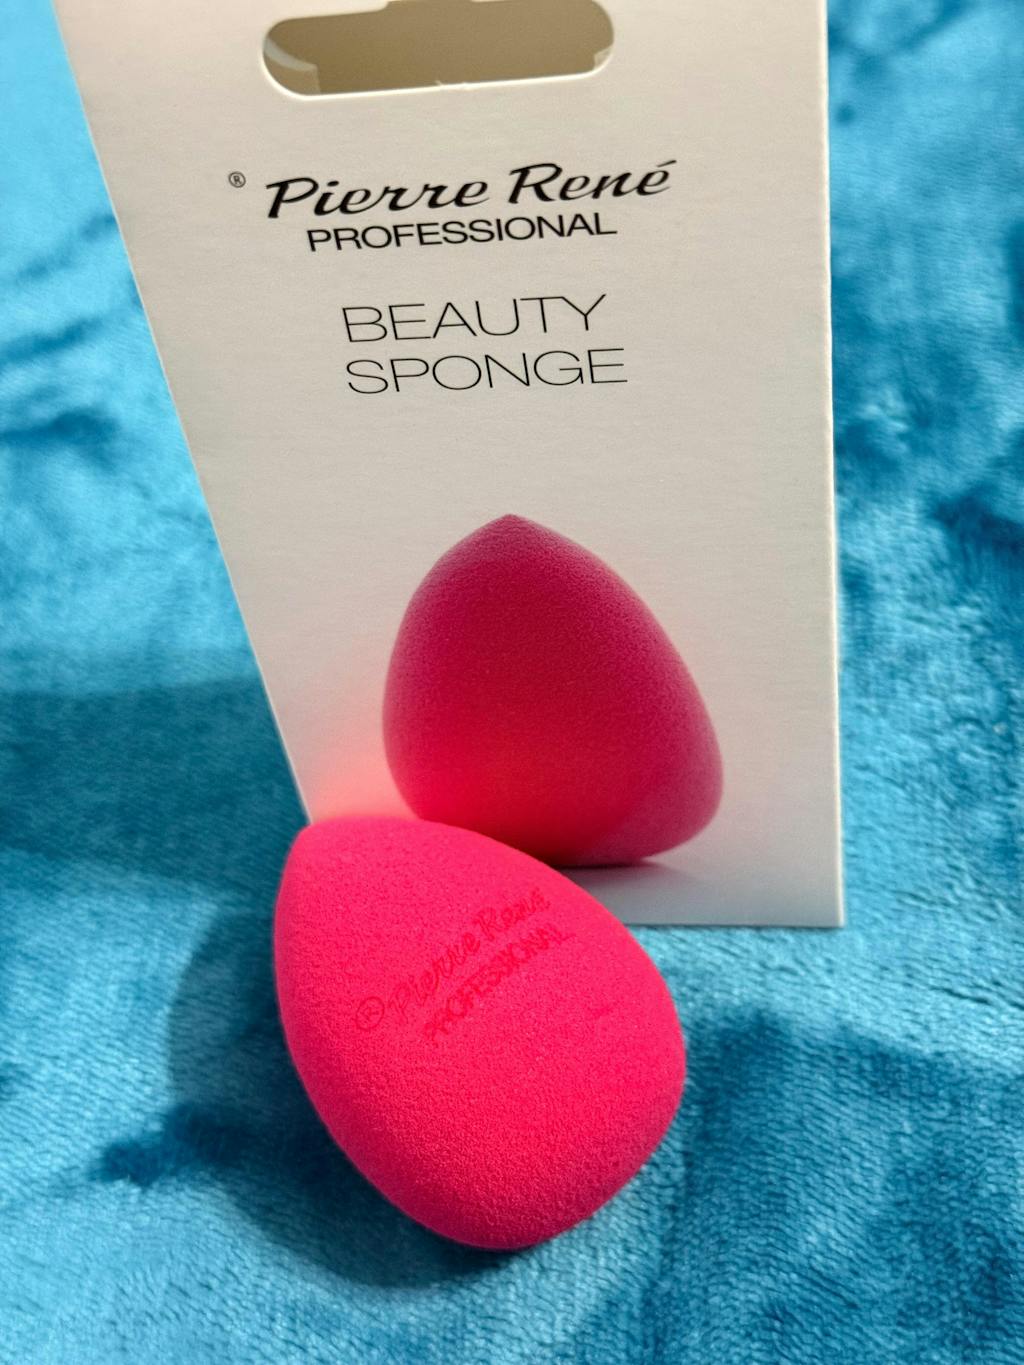 ® Pierre René
PROFESSIONAL
BEAUTY
SPONGE
® Pierre René
PROFESSIONAL